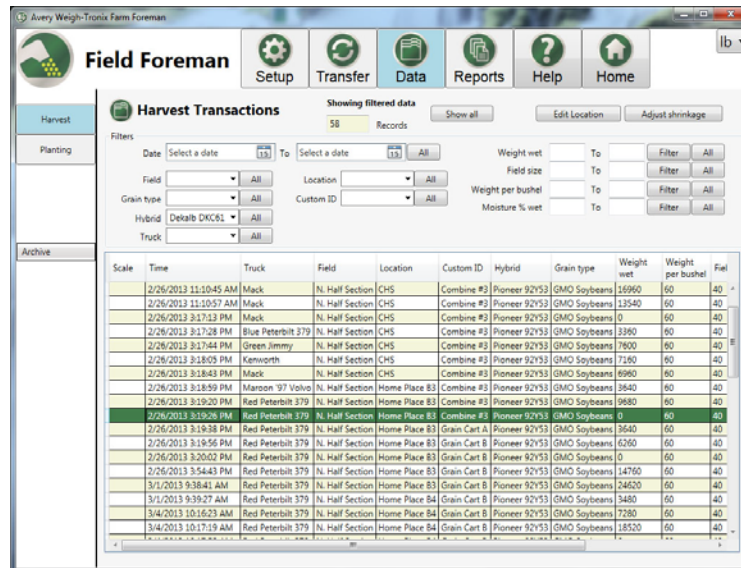 Avery Weigh-Tronix Farm Foreman
lb
Field Foreman
Setup Transfer Data Reports Help Home
Harvest
Planting
Archive
Harvest Transactions
Showing filtered data
58 Records
Show all Edit Location Adjust shrinkage
Filters
Date Select a date 15 To Select a date 15 All
Field All Location All
Grain type All Custom ID All
Hybrid Dekalb DKC61 All
Truck All
Weight wet To Filter All
Field size To Filter All
Weight per bushel To Filter All
Moisture % wet To Filter All
Scale Time Truck Field Location Custom ID Hybrid Grain type Weight wet Weight per bushel Fiel
2/26/2013 11:10:45 AM Mack N. Half Section CHS Combine #3 Pioneer 92Y53 GMO Soybeans 16960 60 40
2/26/2013 11:10:57 AM Mack N. Half Section CHS Combine #3 Pioneer 92Y53 GMO Soybeans 13540 60 40
2/26/2013 3:17:13 PM Mack N. Half Section CHS Combine #3 Pioneer 92Y53 GMO Soybeans 0 60 40
2/26/2013 3:17:28 PM Blue Peterbilt 379 N. Half Section CHS Combine #3 Pioneer 92Y53 GMO Soybeans 3360 60 40
2/26/2013 3:17:44 PM Green Jimmy N. Half Section CHS Combine #3 Pioneer 92Y53 GMO Soybeans 7600 60 40
2/26/2013 3:18:05 PM Kenworth N. Half Section CHS Combine #3 Pioneer 92Y53 GMO Soybeans 7160 60 40
2/26/2013 3:18:43 PM Mack N. Half Section CHS Combine #3 Pioneer 92Y53 GMO Soybeans 6960 60 40
2/26/2013 3:18:59 PM Maroon '97 Volvo N. Half Section Home Place B3 Combine #3 Pioneer 92Y53 GMO Soybeans 3640 60 40
2/26/2013 3:19:20 PM Red Peterbilt 379 N. Half Section Home Place B3 Combine #3 Pioneer 92Y53 GMO Soybeans 9680 60 40
2/26/2013 3:19:26 PM Red Peterbilt 379 N. Half Section Home Place B3 Combine #3 Pioneer 92Y53 GMO Soybeans 0 60 40
2/26/2013 3:19:38 PM Red Peterbilt 379 N. Half Section Home Place B3 Grain Cart A Pioneer 92Y53 GMO Soybeans 3640 60 40
2/26/2013 3:19:56 PM Red Peterbilt 379 N. Half Section Home Place B3 Grain Cart B Pioneer 92Y53 GMO Soybeans 6260 60 40
2/26/2013 3:20:02 PM Red Peterbilt 379 N. Half Section Home Place B3 Grain Cart B Pioneer 92Y53 GMO Soybeans 0 60 40
2/26/2013 3:54:43 PM Red Peterbilt 379 N. Half Section Home Place B3 Grain Cart B Pioneer 92Y53 GMO Soybeans 14760 60 40
3/1/2013 9:38:41 AM Red Peterbilt 379 N. Half Section Home Place B3 Grain Cart B Pioneer 92Y53 GMO Soybeans 24620 60 40
3/1/2013 9:39:27 AM Red Peterbilt 379 N. Half Section Home Place B4 Grain Cart B Pioneer 92Y53 GMO Soybeans 3480 60 40
3/4/2013 10:16:23 AM Red Peterbilt 379 N. Half Section Home Place B4 Grain Cart B Pioneer 92Y53 GMO Soybeans 7280 60 40
3/4/2013 10:17:19 AM Red Peterbilt 379 N. Half Section Home Place B4 Grain Cart B Pioneer 92Y53 GMO Soybeans 18520 60 40